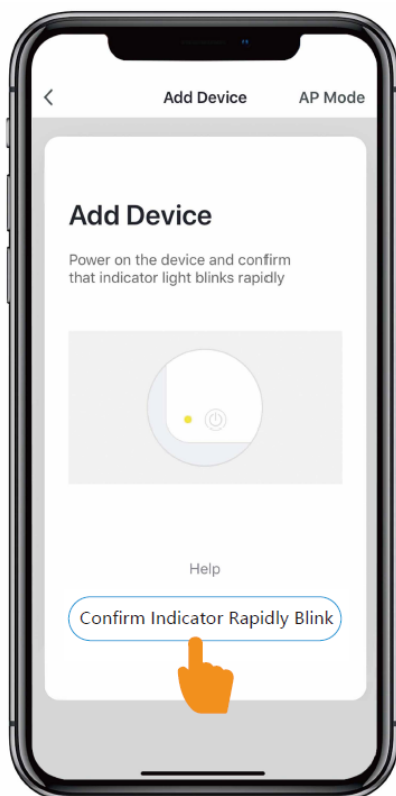 Add Device
AP Mode
Add Device
Power on the device and confirm
that indicator light blinks rapidly
Help
Confirm Indicator Rapidly Blink